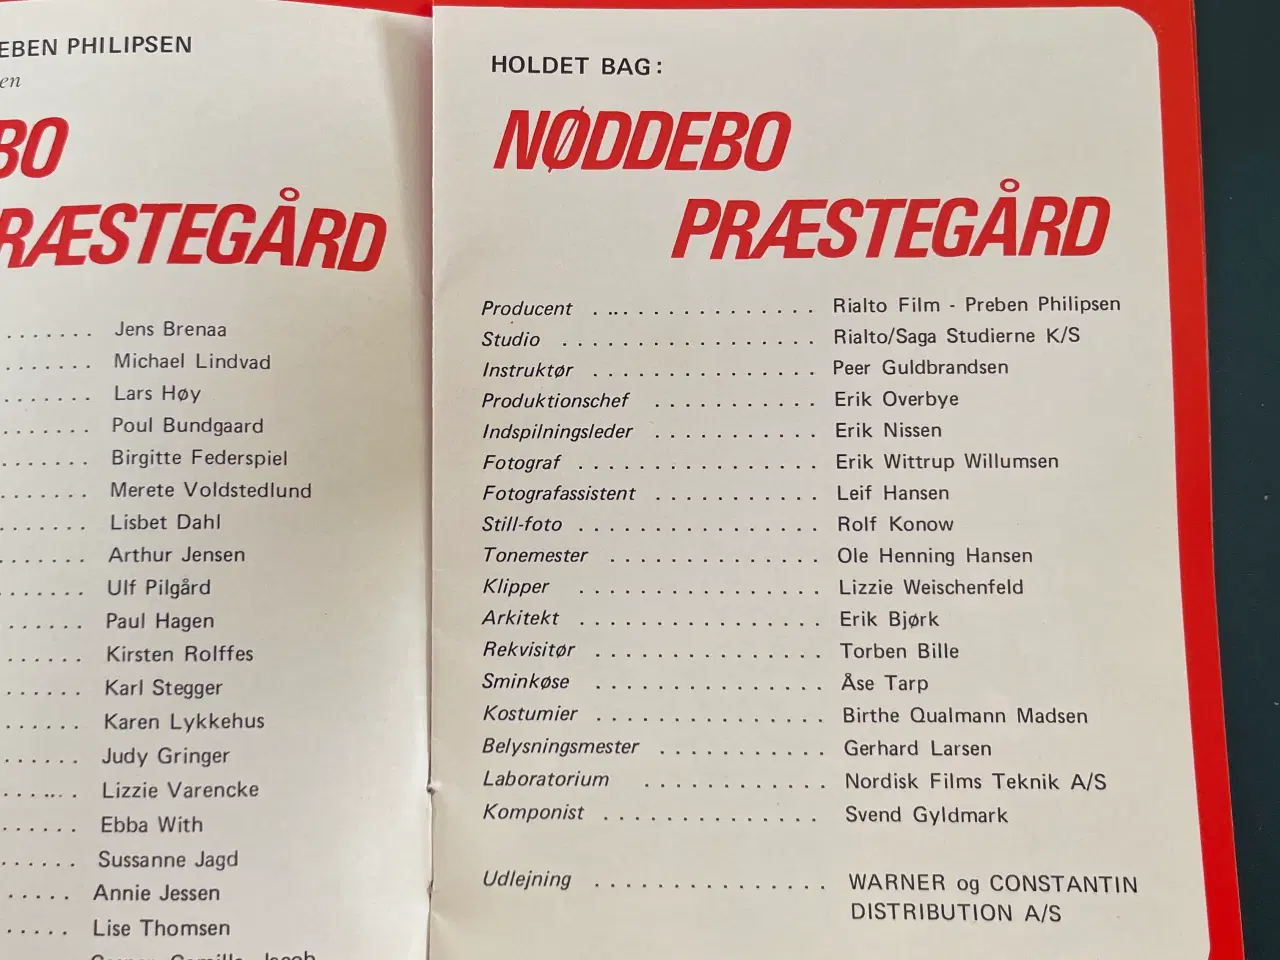 EBEN PHILIPSEN
en
BO
RÆSTEGÅRD
....... Jens Brenaa
....... Michael Lindvad
....... Lars Høy
....... Poul Bundgaard
....... Birgitte Federspiel
....... Merete Voldstedlund
....... Lisbet Dahl
....... Arthur Jensen
....... Ulf Pilgård
...... Paul Hagen
...... Kirsten Rolffes
...... Karl Stegger
...... Karen Lykkehus
...... Judy Gringer
....... Lizzie Varencke
...... Ebba With
...... Sussanne Jagd
..... Annie Jessen
..... Lise Thomsen
HOLDET BAG:
NØDDEBO
PRÆSTEGÅRD
Producent ................ Rialto Film - Preben Philipsen
Studio ................. Rialto/Saga Studierne K/S
Instruktør ............... Peer Guldbrandsen
Produktionschef ........... Erik Overbye
Indspilningsleder ........... Erik Nissen
Fotograf ................ Erik Wittrup Willumsen
Fotografassistent ........... Leif Hansen
Still-foto ................ Rolf Konow
Tonemester .............. Ole Henning Hansen
Klipper ................ Lizzie Weischenfeld
Arkitekt ................ Erik Bjørk
Rekvisitør ............... Torben Bille
Sminkøse ............... Åse Tarp
Kostumier ............... Birthe Qualmann Madsen
Belysningsmester ........... Gerhard Larsen
Laboratorium ............ Nordisk Films Teknik A/S
Komponist .............. Svend Gyldmark
Udlejning ............... WARNER og CONSTANTIN
DISTRIBUTION A/S